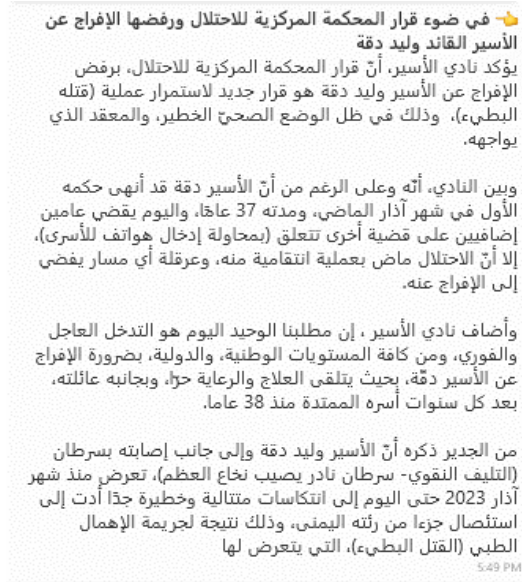 👈 في ضوء قرار المحكمة المركزية للاحتلال ورفضها الإفراج عن
الأسير القائد وليد دقة
يؤكد نادي الأسير، أنّ قرار المحكمة المركزية للاحتلال، برفض
الإفراج عن الأسير وليد دقة هو قرار جديد لاستمرار عملية (قتله
البطيء)، وذلك في ظل الوضع الصحيّ الخطير، والمعقد الذي
يواجهه.
وبين النادي، أنّه وعلى الرغم من أنّ الأسير دقة قد أنهى حكمه
الأول في شهر آذار الماضي، ومدته 37 عامًا، واليوم يقضي عامين
إضافيين على قضية أخرى تتعلق (بمحاولة إدخال هواتف للأسرى)،
إلا أنّ الاحتلال ماض بعملية انتقامية منه، وعرقلة أي مسار يفضي
إلى الإفراج عنه.
وأضاف نادي الأسير ، إن مطلبنا الوحيد اليوم هو التدخل العاجل
والفوري، ومن كافة المستويات الوطنية، والدولية، بضرورة الإفراج
عن الأسير دقّة، بحيث يتلقى العلاج والرعاية حرّا، وبجانبه عائلته،
بعد كل سنوات أسره الممتدة منذ 38 عاما.
من الجدير ذكره أنّ الأسير وليد دقة وإلى جانب إصابته بسرطان
(التليف النقوي- سرطان نادر يصيب نخاع العظم)، تعرض منذ شهر
آذار 2023 حتى اليوم إلى انتكاسات متتالية وخطيرة جدًا أدت إلى
استئصال جزءا من رئته اليمنى، وذلك نتيجة لجريمة الإهمال
الطبي (القتل البطيء)، التي يتعرض لها
5:49 PM